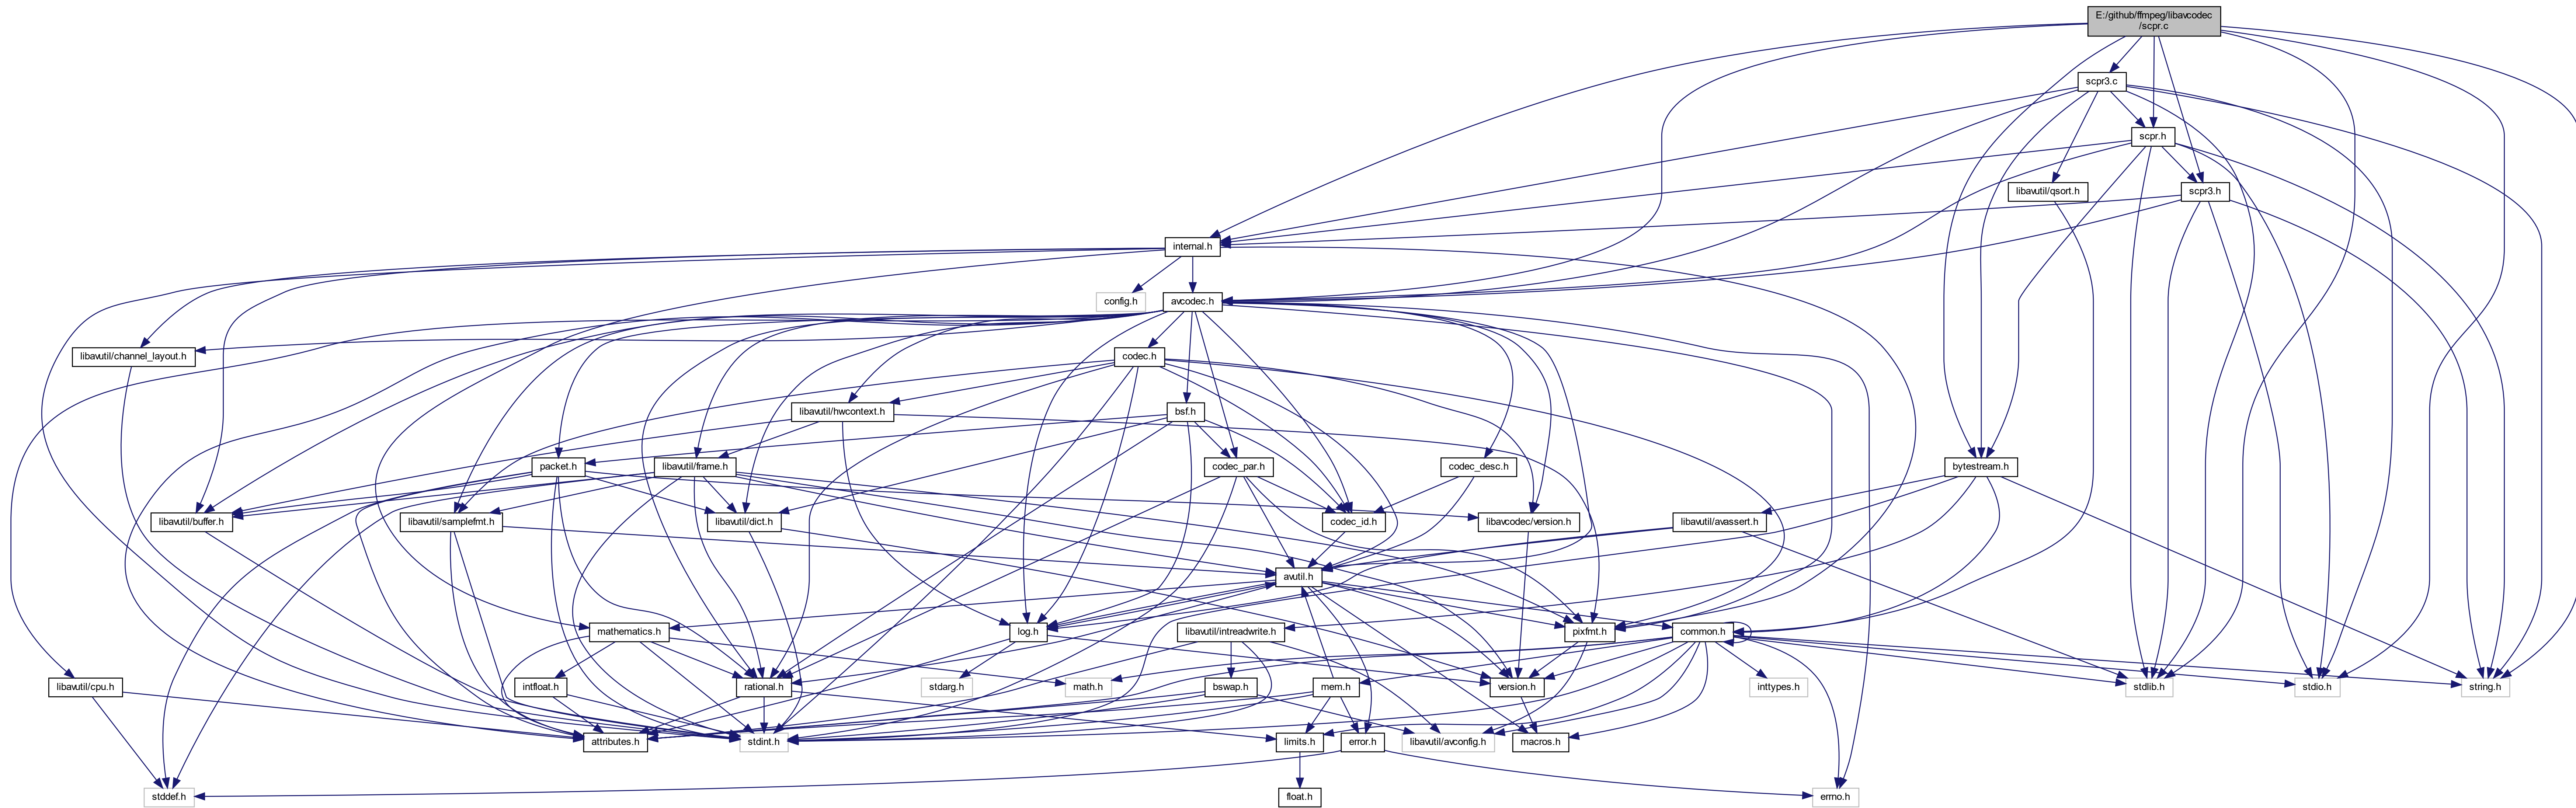 E:/github/ffmpeg/libavcodec
/scpr.c
scpr3.c
scpr.h
libavutil/qsort.h
scpr3.h
internal.h
config.h
avcodec.h
libavutil/channel_layout.h
codec.h
libavutil/hwcontext.h
bsf.h
packet.h
libavutil/frame.h
codec_par.h
codec_desc.h
bytestream.h
libavutil/buffer.h
libavutil/samplefmt.h
libavutil/dict.h
codec_id.h
libavcodec/version.h
libavutil/avassert.h
avutil.h
mathematics.h
log.h
libavutil/intreadwrite.h
pixfmt.h
common.h
libavutil/cpu.h
intfloat.h
rational.h
stdarg.h
math.h
bswap.h
mem.h
version.h
inttypes.h
stdlib.h
stdio.h
string.h
attributes.h
stdint.h
limits.h
error.h
libavutil/avconfig.h
macros.h
stddef.h
float.h
errno.h